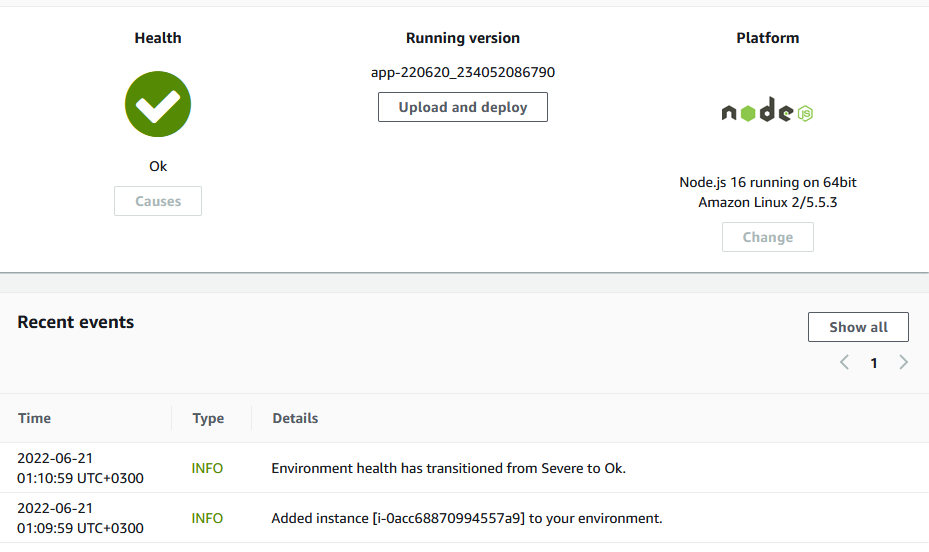 Health
Running version
Platform
app-220620_234052086790
Upload and deploy
node JS
Ok
Causes
Node.js 16 running on 64bit
Amazon Linux 2/5.5.3
Change
Recent events
Show all
1
Time
Type
Details
2022-06-21
01:10:59 UTC+0300
INFO
Environment health has transitioned from Severe to Ok.
2022-06-21
01:09:59 UTC+0300
INFO
Added instance [i-0acc68870994557a9] to your environment.